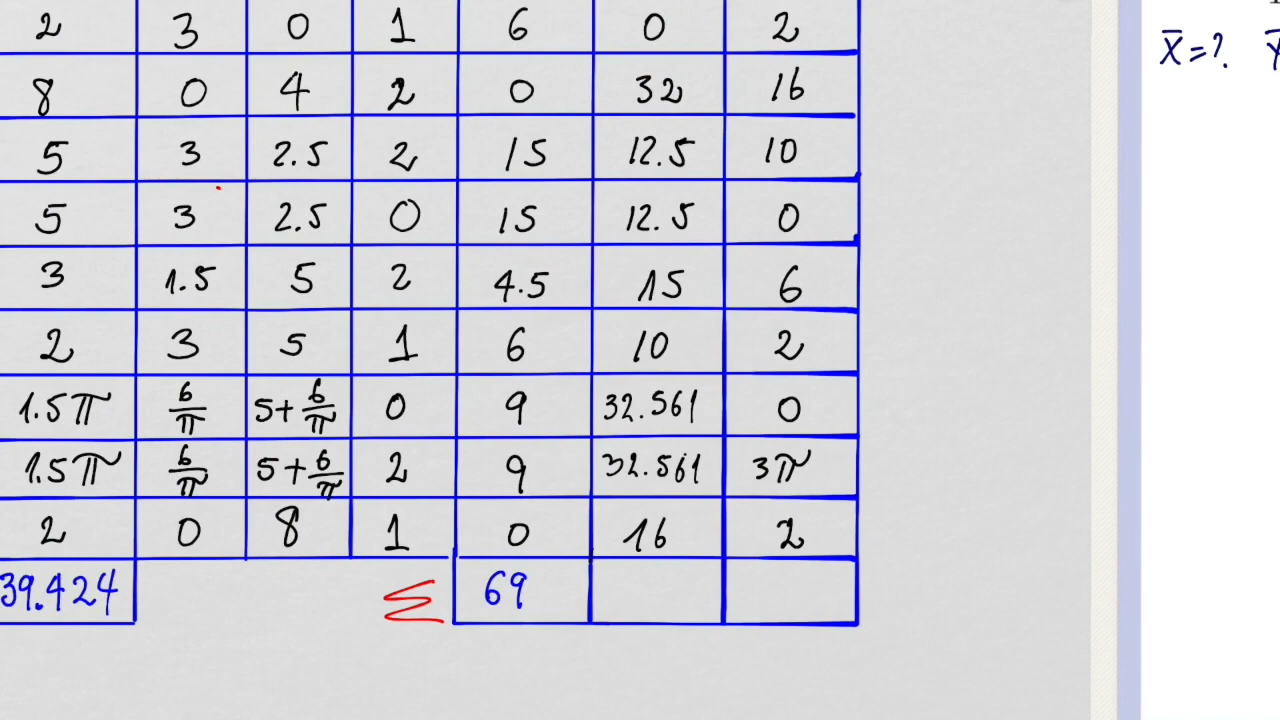 2 3 0 1 6 0 2
x̄ = ?.
8 0 4 2 0 32 16
5 3 2.5 2 15 12.5 10
5 3 2.5 0 15 12.5 0
3 1.5 5 2 4.5 15 6
2 3 5 1 6 10 2
1.5π 6/π 5+6/π 0 9 32.561 0
1.5π 6/π 5+6/π 2 9 32.561 3π
2 0 8 1 0 16 2
39.424 Σ 69